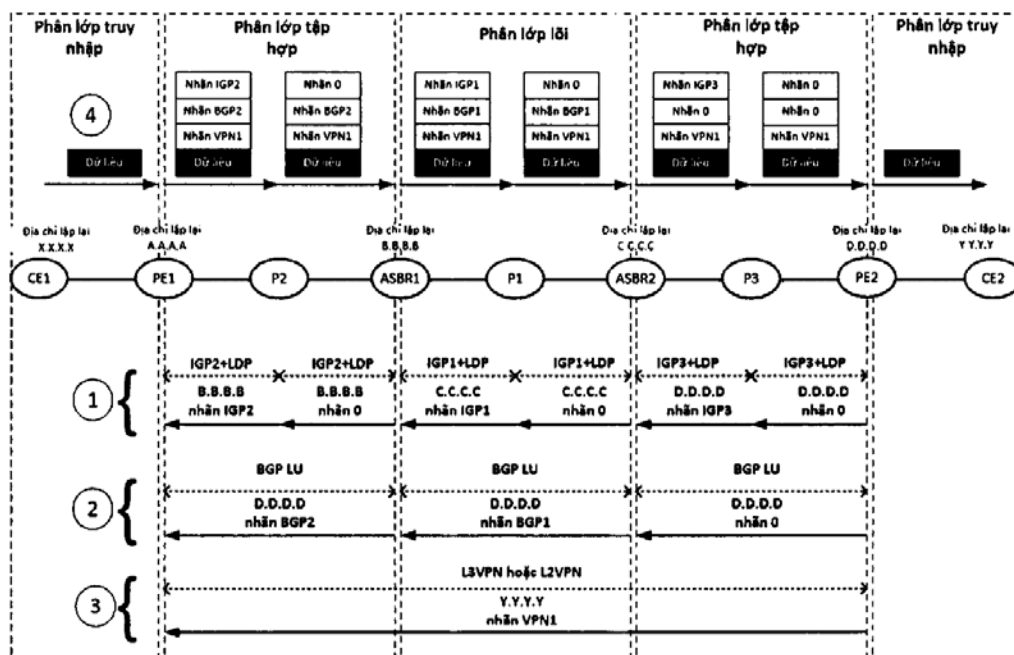 Phân lớp truy nhập
Phân lớp tập hợp
Phân lớp lõi
Phân lớp tập hợp
Phân lớp truy nhập
4
Dữ liệu
Nhãn IGP2
Nhãn BGP2
Nhãn VPN1
Dữ liệu
Nhãn 0
Nhãn BGP2
Nhãn VPN1
Dữ liệu
Nhãn IGP1
Nhãn BGP1
Nhãn VPN1
Dữ liệu
Nhãn 0
Nhãn BGP1
Nhãn VPN1
Dữ liệu
Nhãn IGP3
Nhãn 0
Nhãn VPN1
Dữ liệu
Nhãn 0
Nhãn 0
Nhãn VPN1
Dữ liệu
Dữ liệu
Địa chỉ lặp lại
X.X.X.X
Địa chỉ lặp lại
A.A.A.A
Địa chỉ lặp lại
B.B.B.B
Địa chỉ lặp lại
C.C.C.C
Địa chỉ lặp lại
D.D.D.D
Địa chỉ lặp lại
Y.Y.Y.Y
CE1
PE1
P2
ASBR1
P1
ASBR2
P3
PE2
CE2
1
IGP2+LDP
IGP2+LDP
IGP1+LDP
IGP1+LDP
IGP3+LDP
IGP3+LDP
B.B.B.B
nhãn IGP2
B.B.B.B
nhãn 0
C.C.C.C
nhãn IGP1
C.C.C.C
nhãn 0
D.D.D.D
nhãn IGP3
D.D.D.D
nhãn 0
2
BGP LU
BGP LU
BGP LU
D.D.D.D
nhãn BGP2
D.D.D.D
nhãn BGP1
D.D.D.D
nhãn 0
3
L3VPN hoặc L2VPN
Y.Y.Y.Y
nhãn VPN1